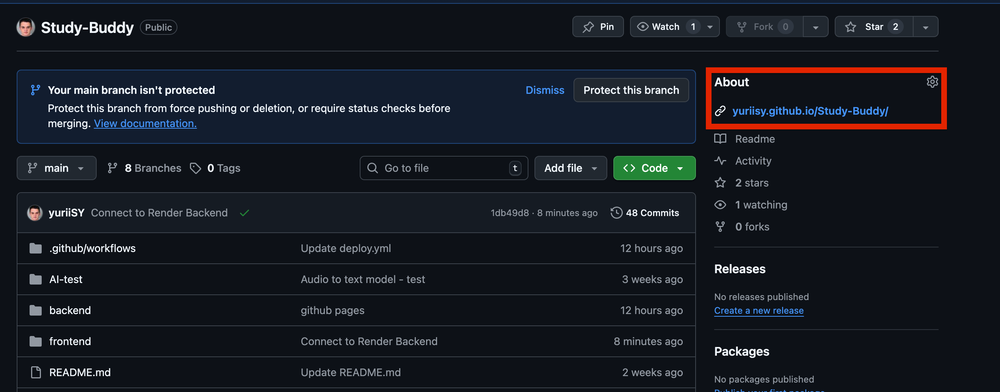 Study-Buddy Public Pin Watch 1 Fork 0 Star 2
Your main branch isn't protected Dismiss Protect this branch
Protect this branch from force pushing or deletion, or require status checks before
merging. View documentation.
main 8 Branches 0 Tags Go to file t Add file Code
yuriiSY Connect to Render Backend 1db49d8 · 8 minutes ago 48 Commits
.github/workflows Update deploy.yml 12 hours ago
AI-test Audio to text model - test 3 weeks ago
backend github pages 12 hours ago
frontend Connect to Render Backend 8 minutes ago
README.md Update README.md 2 weeks ago
About
yuriisy.github.io/Study-Buddy/
Readme
Activity
2 stars
1 watching
0 forks
Releases
No releases published
Create a new release
Packages
No packages published
Publish your first package